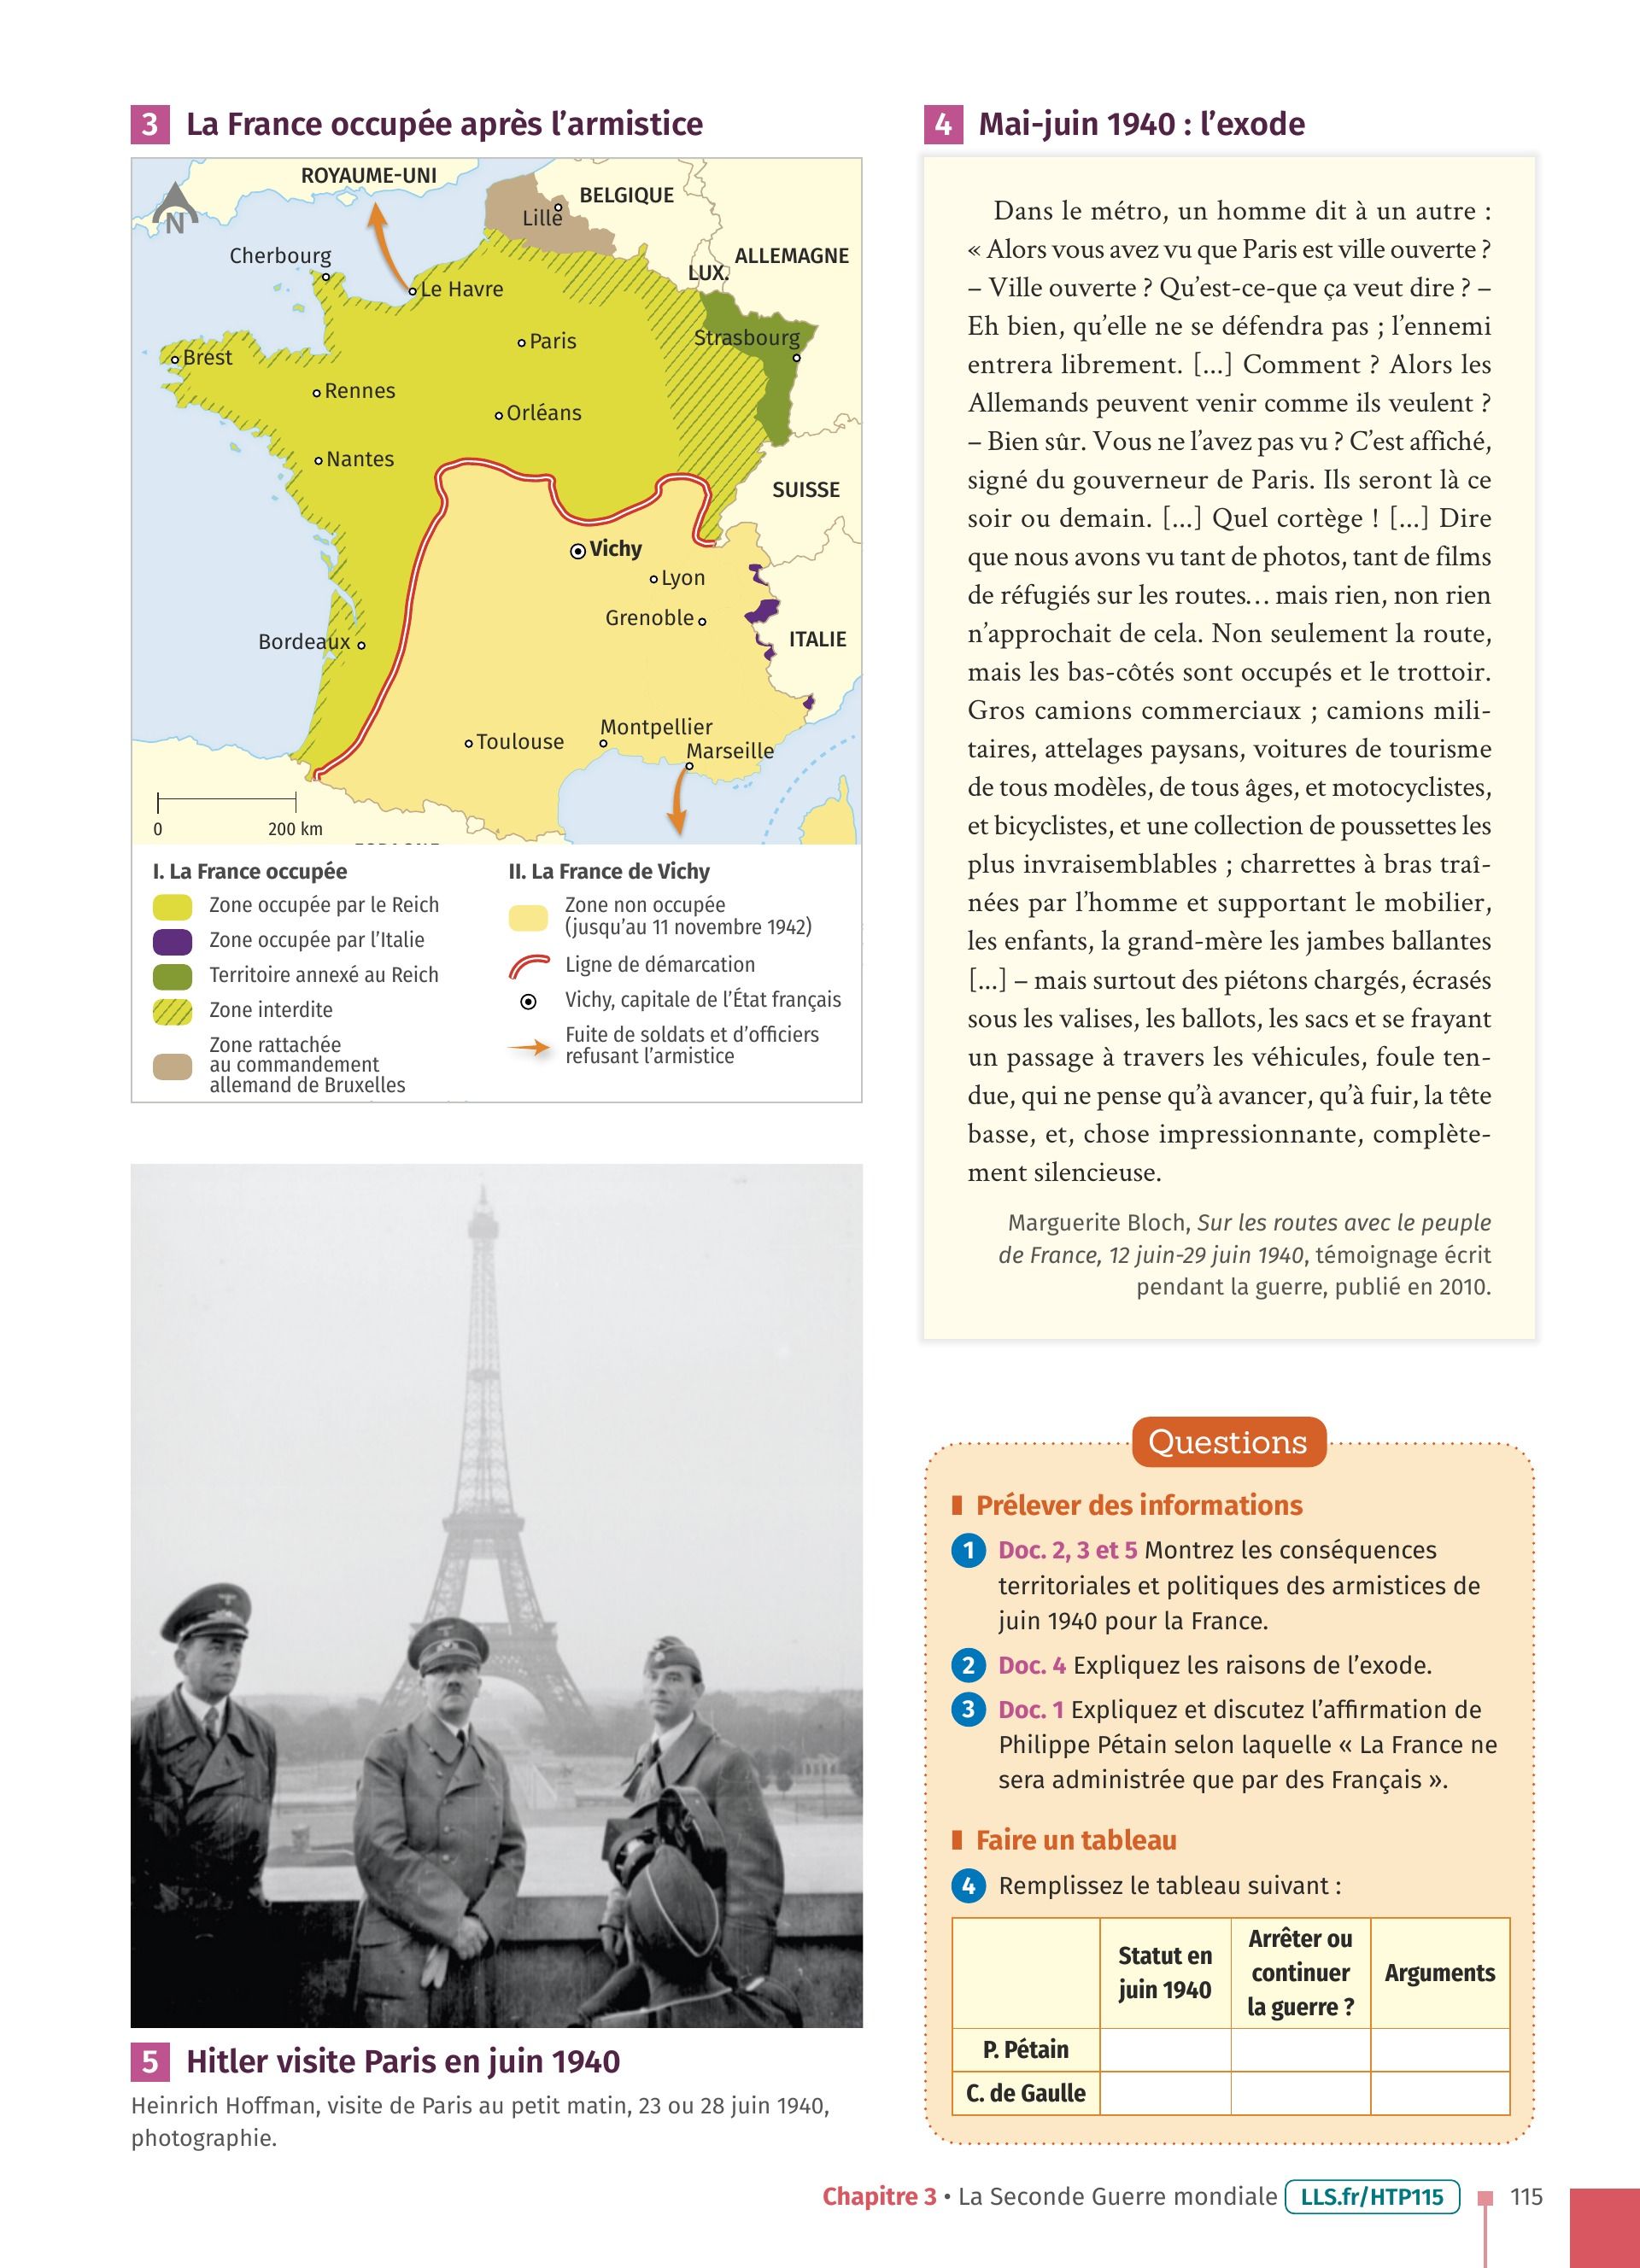 3 La France occupée après l'armistice
ROYAUME-UNI
BELGIQUE
Lille
N
Cherbourg
ALLEMAGNE
LUX.
Le Havre
Strasbourg
Paris
Brest
Rennes
Orléans
Nantes
SUISSE
Vichy
Lyon
Grenoble
ITALIE
Bordeaux
Montpellier
Toulouse
Marseille
0 200 km
I. La France occupée
Zone occupée par le Reich
Zone occupée par l'Italie
Territoire annexé au Reich
Zone interdite
Zone rattachée
au commandement
allemand de Bruxelles
II. La France de Vichy
Zone non occupée
(jusqu'au 11 novembre 1942)
Ligne de démarcation
Vichy, capitale de l'État français
Fuite de soldats et d'officiers
refusant l'armistice
5 Hitler visite Paris en juin 1940
Heinrich Hoffman, visite de Paris au petit matin, 23 ou 28 juin 1940,
photographie.
4 Mai-juin 1940 : l'exode
Dans le métro, un homme dit à un autre :
« Alors vous avez vu que Paris est ville ouverte ?
– Ville ouverte ? Qu'est-ce-que ça veut dire ? –
Eh bien, qu'elle ne se défendra pas ; l'ennemi
entrera librement. [...] Comment ? Alors les
Allemands peuvent venir comme ils veulent ?
– Bien sûr. Vous ne l'avez pas vu ? C'est affiché,
signé du gouverneur de Paris. Ils seront là ce
soir ou demain. [...] Quel cortège ! [...] Dire
que nous avons vu tant de photos, tant de films
de réfugiés sur les routes… mais rien, non rien
n'approchait de cela. Non seulement la route,
mais les bas-côtés sont occupés et le trottoir.
Gros camions commerciaux ; camions mili-
taires, attelages paysans, voitures de tourisme
de tous modèles, de tous âges, et motocyclistes,
et bicyclistes, et une collection de poussettes les
plus invraisemblables ; charrettes à bras traî-
nées par l'homme et supportant le mobilier,
les enfants, la grand-mère les jambes ballantes
[...] – mais surtout des piétons chargés, écrasés
sous les valises, les ballots, les sacs et se frayant
un passage à travers les véhicules, foule ten-
due, qui ne pense qu'à avancer, qu'à fuir, la tête
basse, et, chose impressionnante, complète-
ment silencieuse.
Marguerite Bloch, Sur les routes avec le peuple
de France, 12 juin-29 juin 1940, témoignage écrit
pendant la guerre, publié en 2010.
Questions
Prélever des informations
1 Doc. 2, 3 et 5 Montrez les conséquences
territoriales et politiques des armistices de
juin 1940 pour la France.
2 Doc. 4 Expliquez les raisons de l'exode.
3 Doc. 1 Expliquez et discutez l'affirmation de
Philippe Pétain selon laquelle « La France ne
sera administrée que par des Français ».
Faire un tableau
4 Remplissez le tableau suivant :
Statut en
juin 1940
Arrêter ou
continuer
la guerre ?
Arguments
P. Pétain
C. de Gaulle
Chapitre 3 • La Seconde Guerre mondiale LLS.fr/HTP115 115